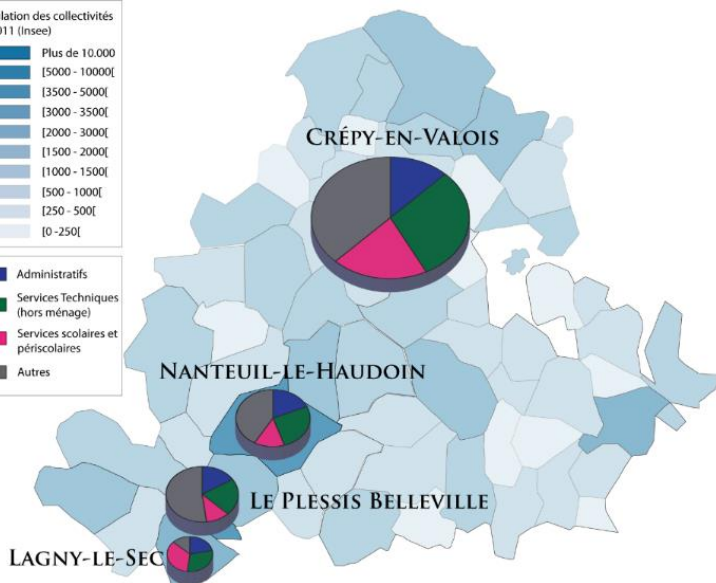 lation des collectivités
011 (Insee)
Plus de 10.000
[5000 - 10000[
[3500 - 5000[
[3000 - 3500[
[2000 - 3000[
[1500 - 2000[
[1000 - 1500[
[500 - 1000[
[250 - 500[
[0 -250[
Administratifs
Services Techniques
(hors ménage)
Services scolaires et
périscolaires
Autres
CRÉPY-EN-VALOIS
NANTEUIL-LE-HAUDOIN
LE PLESSIS BELLEVILLE
LAGNY-LE-SEC